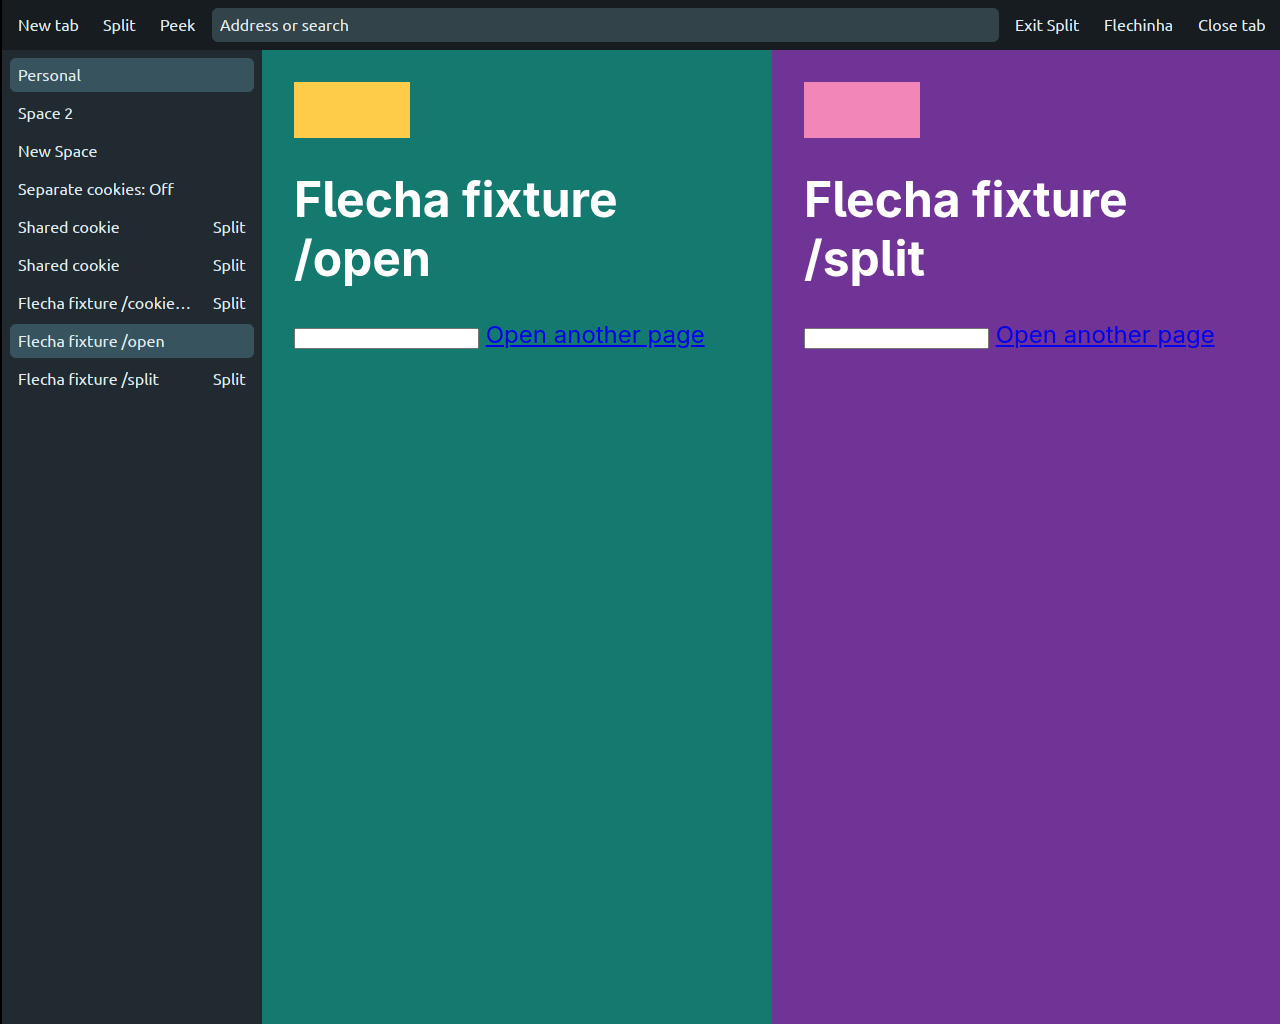 New tab Split Peek Address or search Exit Split Flechinha Close tab
Personal
Space 2
New Space
Separate cookies: Off
Shared cookie Split
Shared cookie Split
Flecha fixture /cookie... Split
Flecha fixture /open
Flecha fixture /split Split
Flecha fixture
/open
Open another page
Flecha fixture
/split
Open another page